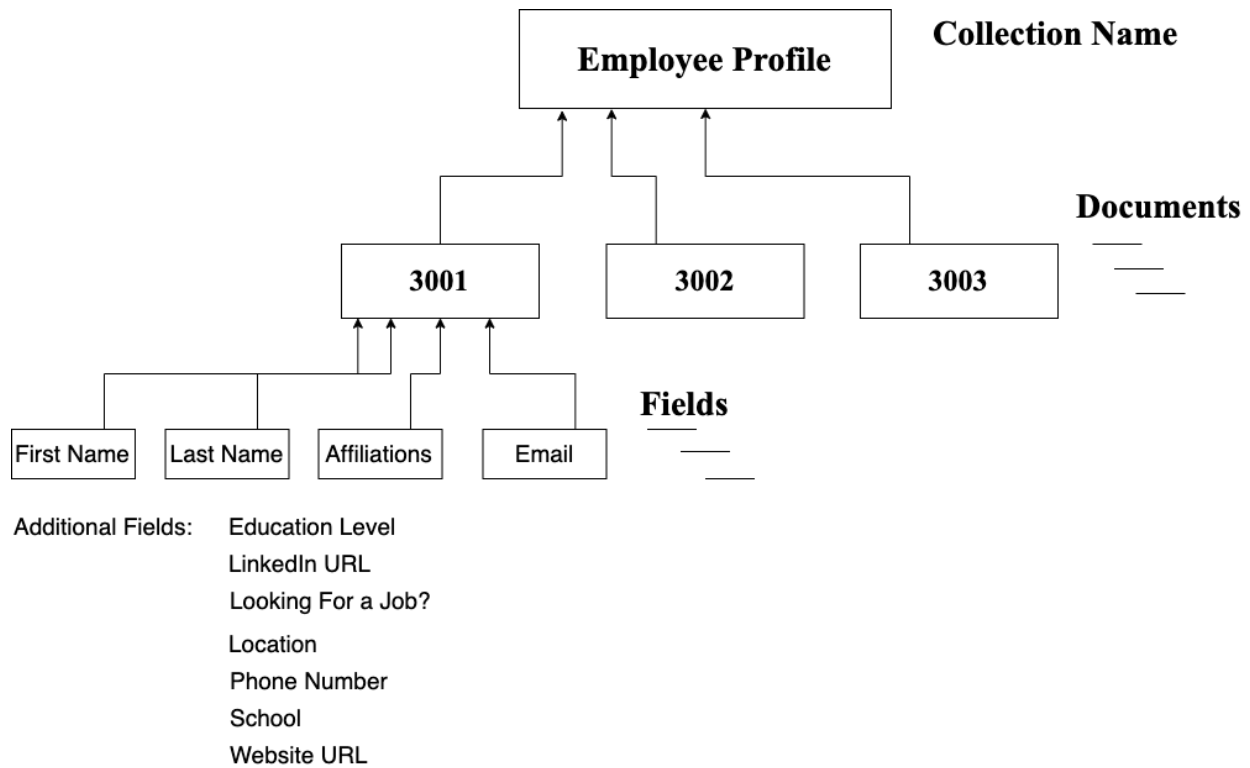 Collection Name
Employee Profile
Documents
3001
3002
3003
Fields
First Name
Last Name
Affiliations
Email
Additional Fields:
Education Level
LinkedIn URL
Looking For a Job?
Location
Phone Number
School
Website URL